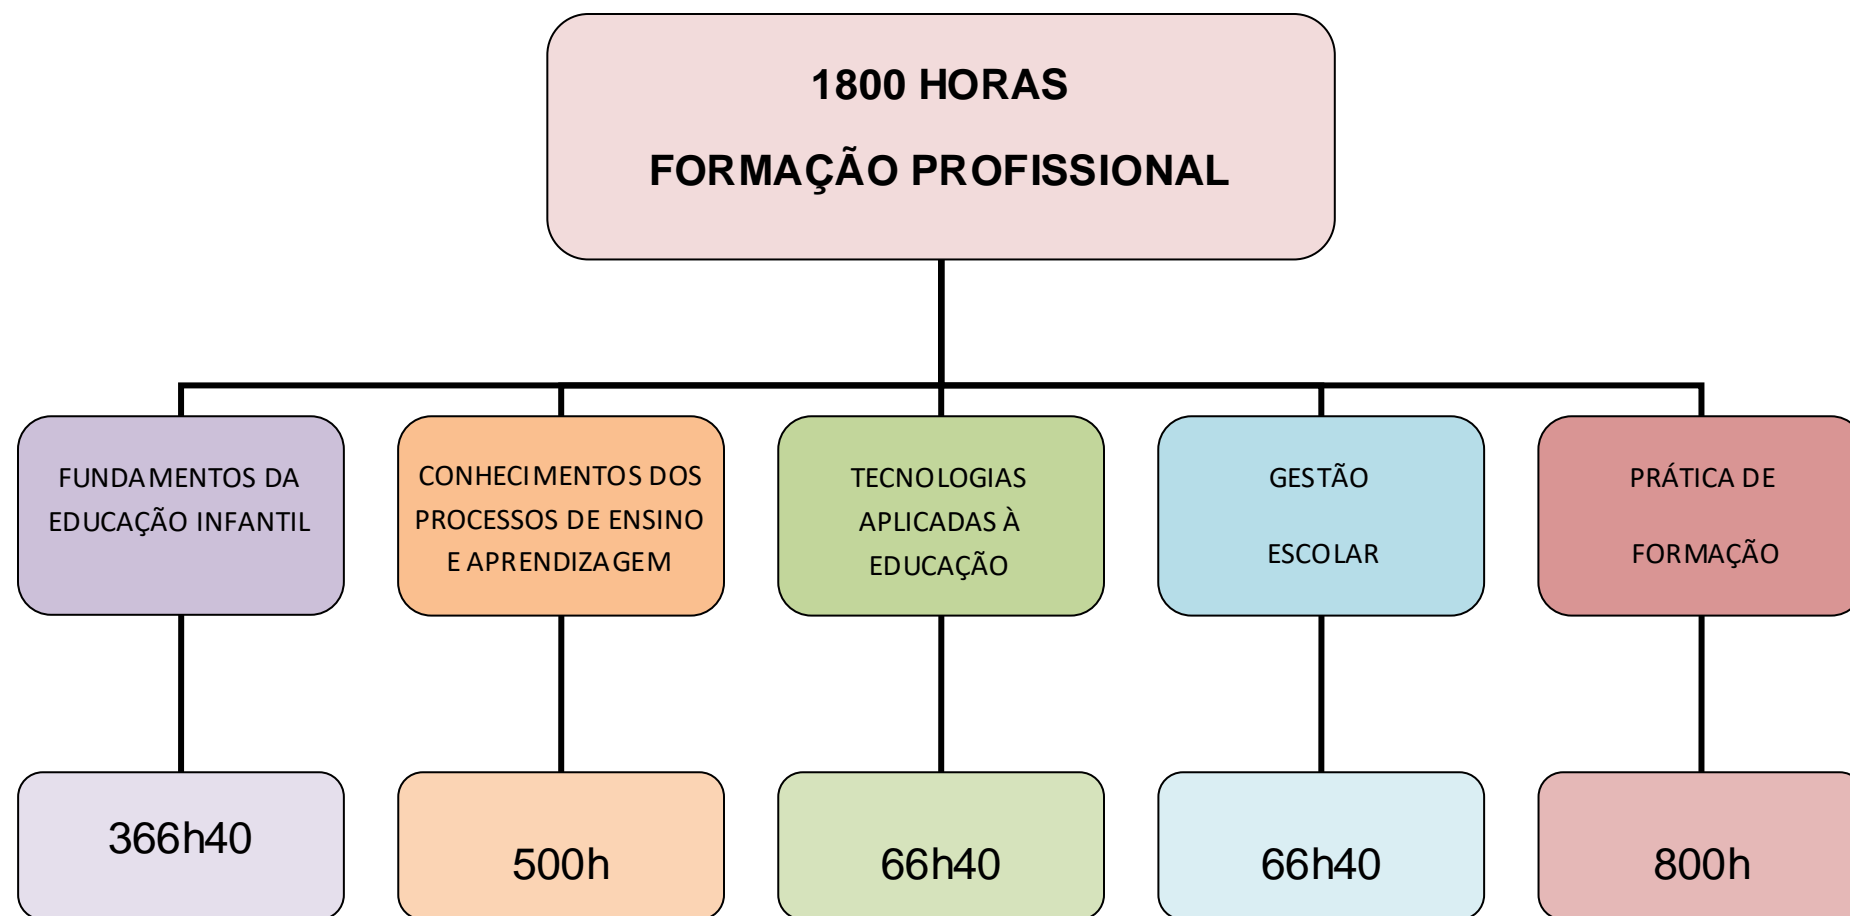 1800 HORAS
FORMAÇÃO PROFISSIONAL
FUNDAMENTOS DA
EDUCAÇÃO INFANTIL
CONHECIMENTOS DOS
PROCESSOS DE ENSINO
E APRENDIZAGEM
TECNOLOGIAS
APLICADAS À
EDUCAÇÃO
GESTÃO
ESCOLAR
PRÁTICA DE
FORMAÇÃO
366h40
500h
66h40
66h40
800h